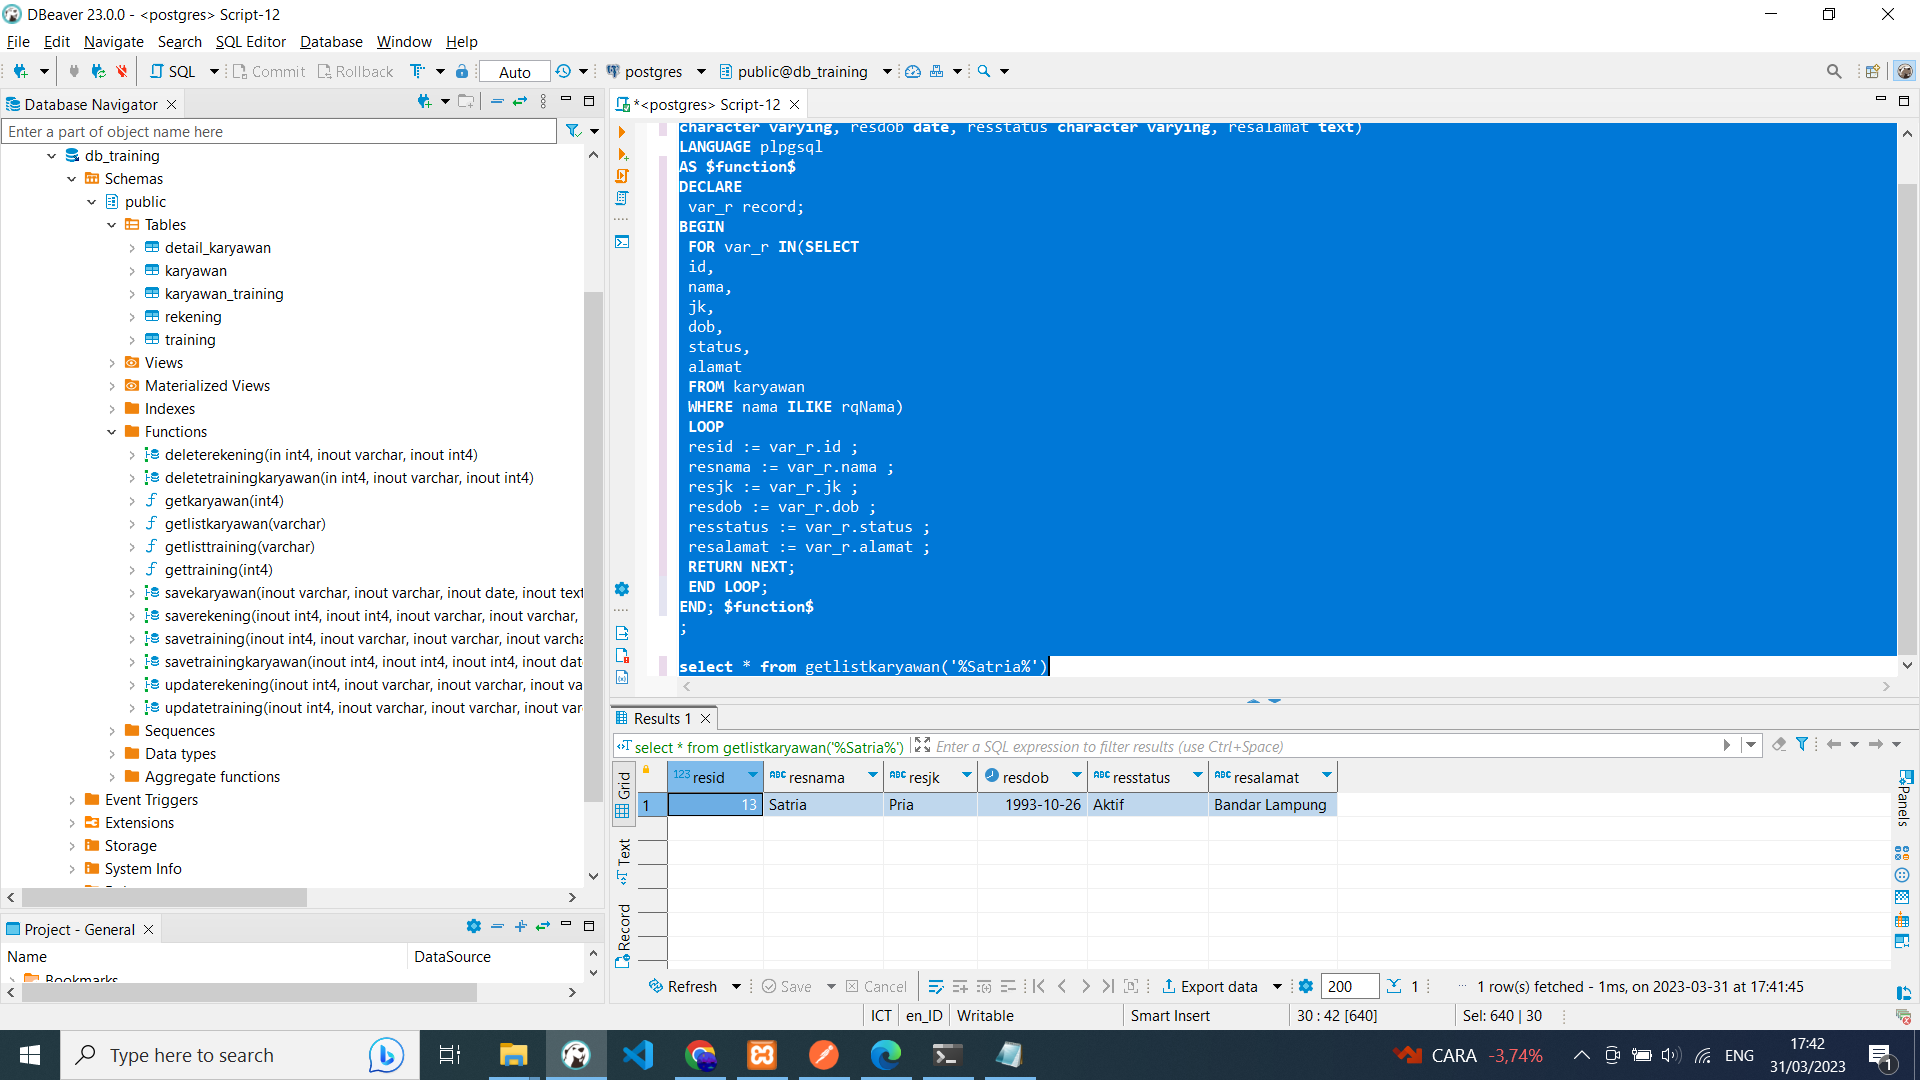 DBeaver 23.0.0 - <postgres> Script-12
File Edit Navigate Search SQL Editor Database Window Help
SQL Commit Rollback Auto postgres public@db_training
Database Navigator
Enter a part of object name here
db_training
Schemas
public
Tables
detail_karyawan
karyawan
karyawan_training
rekening
training
Views
Materialized Views
Indexes
Functions
deleterekening(in int4, inout varchar, inout int4)
deletetrainingkaryawan(in int4, inout varchar, inout int4)
getkaryawan(int4)
getlistkaryawan(varchar)
getlisttraining(varchar)
gettraining(int4)
savekaryawan(inout varchar, inout varchar, inout date, inout text
saverekening(inout int4, inout int4, inout varchar, inout varchar,
savetraining(inout int4, inout varchar, inout varchar, inout varcha
savetrainingkaryawan(inout int4, inout int4, inout int4, inout dat
updaterekening(inout int4, inout varchar, inout varchar, inout va
updatetraining(inout int4, inout varchar, inout varchar, inout var
Sequences
Data types
Aggregate functions
Event Triggers
Extensions
Storage
System Info
Project - General
Name DataSource
Bookmarks
*<postgres> Script-12
character varying, resdob date, resstatus character varying, resalamat text)
LANGUAGE plpgsql
AS $function$
DECLARE
var_r record;
BEGIN
FOR var_r IN(SELECT
id,
nama,
jk,
dob,
status,
alamat
FROM karyawan
WHERE nama ILIKE rqNama)
LOOP
resid := var_r.id ;
resnama := var_r.nama ;
resjk := var_r.jk ;
resdob := var_r.dob ;
resstatus := var_r.status ;
resalamat := var_r.alamat ;
RETURN NEXT;
END LOOP;
END; $function$
;
select * from getlistkaryawan('%Satria%')
Results 1
select * from getlistkaryawan('%Satria%') Enter a SQL expression to filter results (use Ctrl+Space)
Grid
Text
Record
123 resid ABC resnama ABC resjk resdob ABC resstatus ABC resalamat
1 13 Satria Pria 1993-10-26 Aktif Bandar Lampung
Panels
Refresh Save Cancel Export data 200 1 1 row(s) fetched - 1ms, on 2023-03-31 at 17:41:45
ICT en_ID Writable Smart Insert 30 : 42 [640] Sel: 640 | 30
Type here to search
CARA -3,74% ENG 17:42
31/03/2023
1